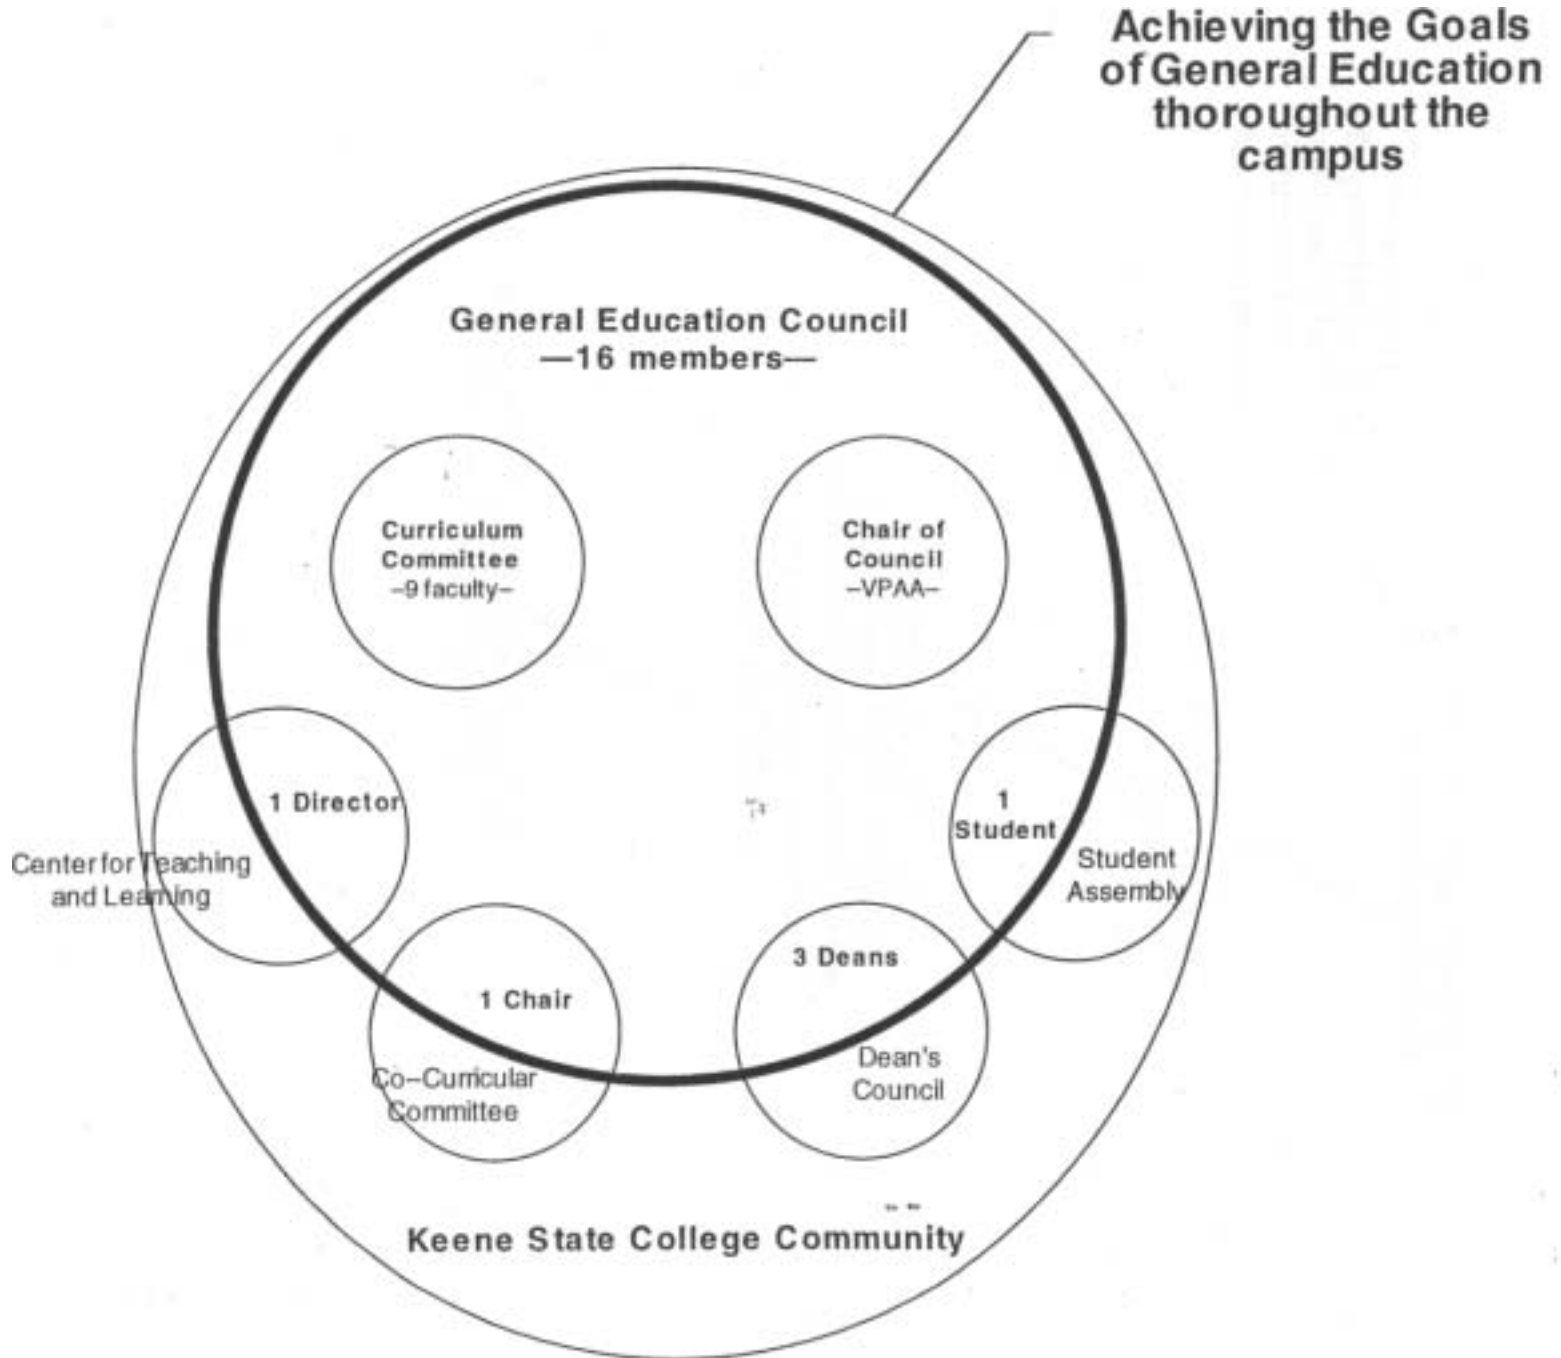 Achieving the Goals
of General Education
thoroughout the
campus
General Education Council
—16 members—
Curriculum
Committee
–9 faculty–
Chair of
Council
–VPAA–
1 Director
Center for Teaching
and Learning
1
Student
Student
Assembly
1 Chair
Co–Curricular
Committee
3 Deans
Dean's
Council
Keene State College Community